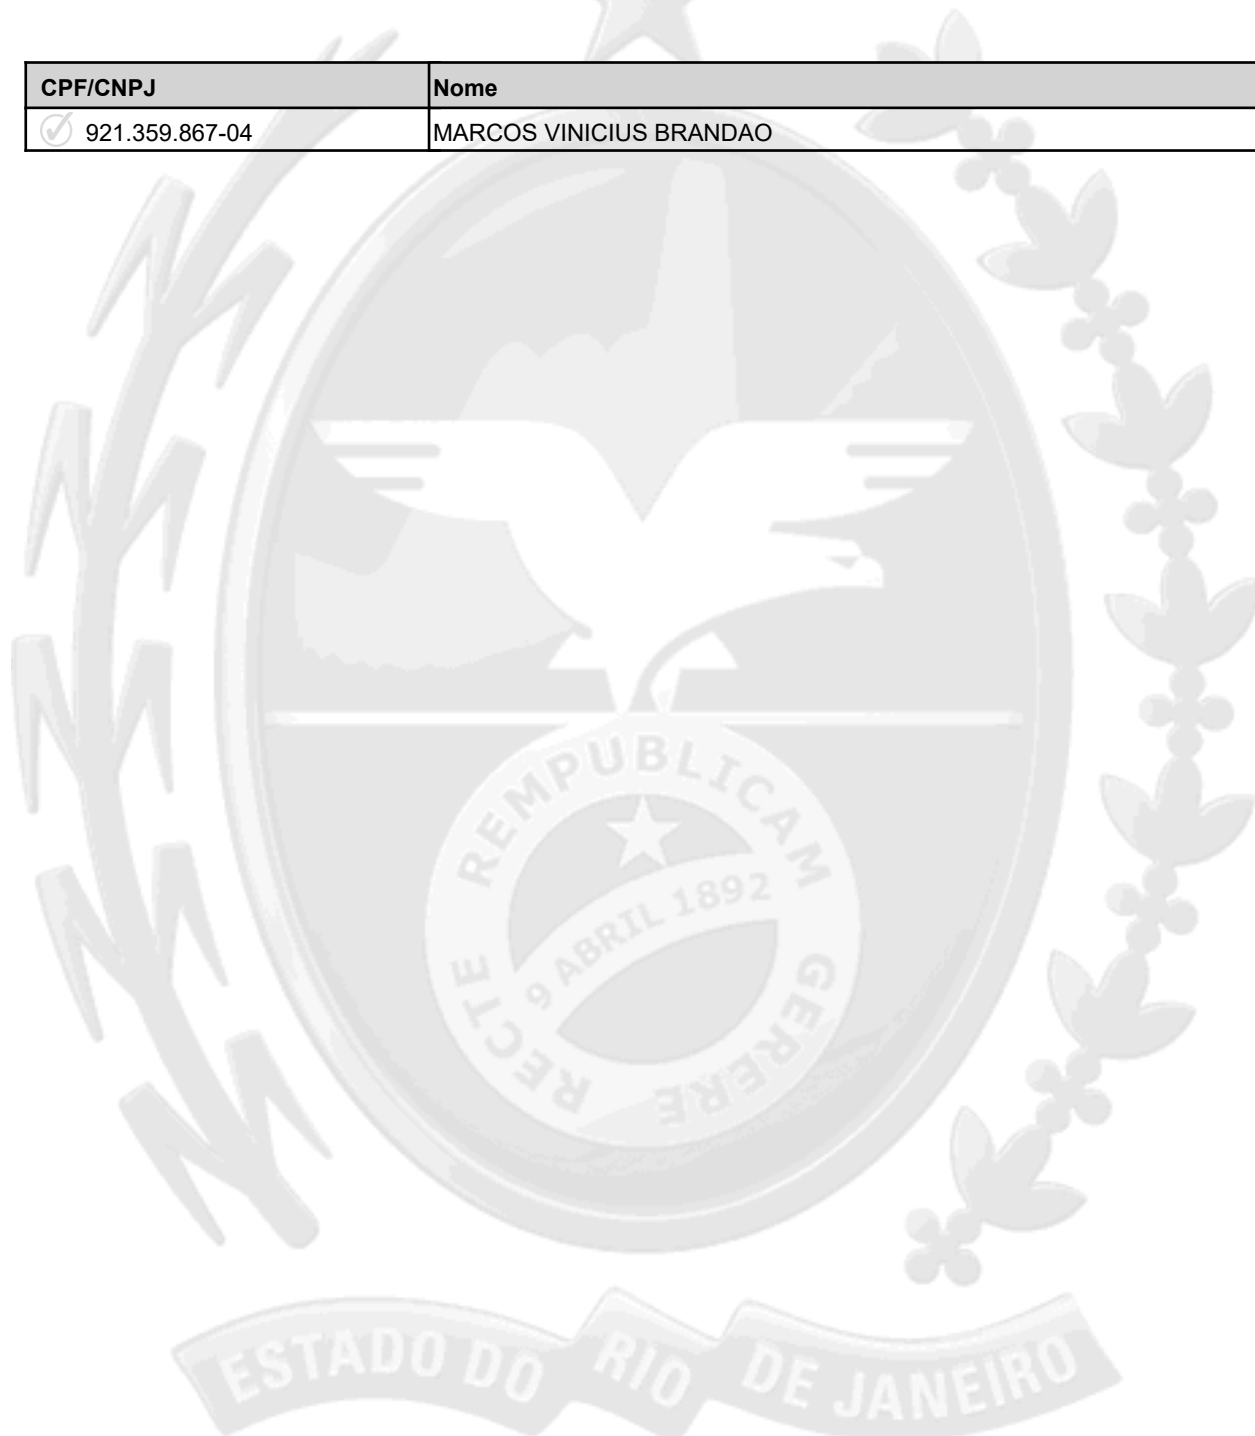 CPF/CNPJ Nome
921.359.867-04 MARCOS VINICIUS BRANDAO
REMPUBLICAM
9 ABRIL 1892
RECTE GERERE
ESTADO DO RIO DE JANEIRO